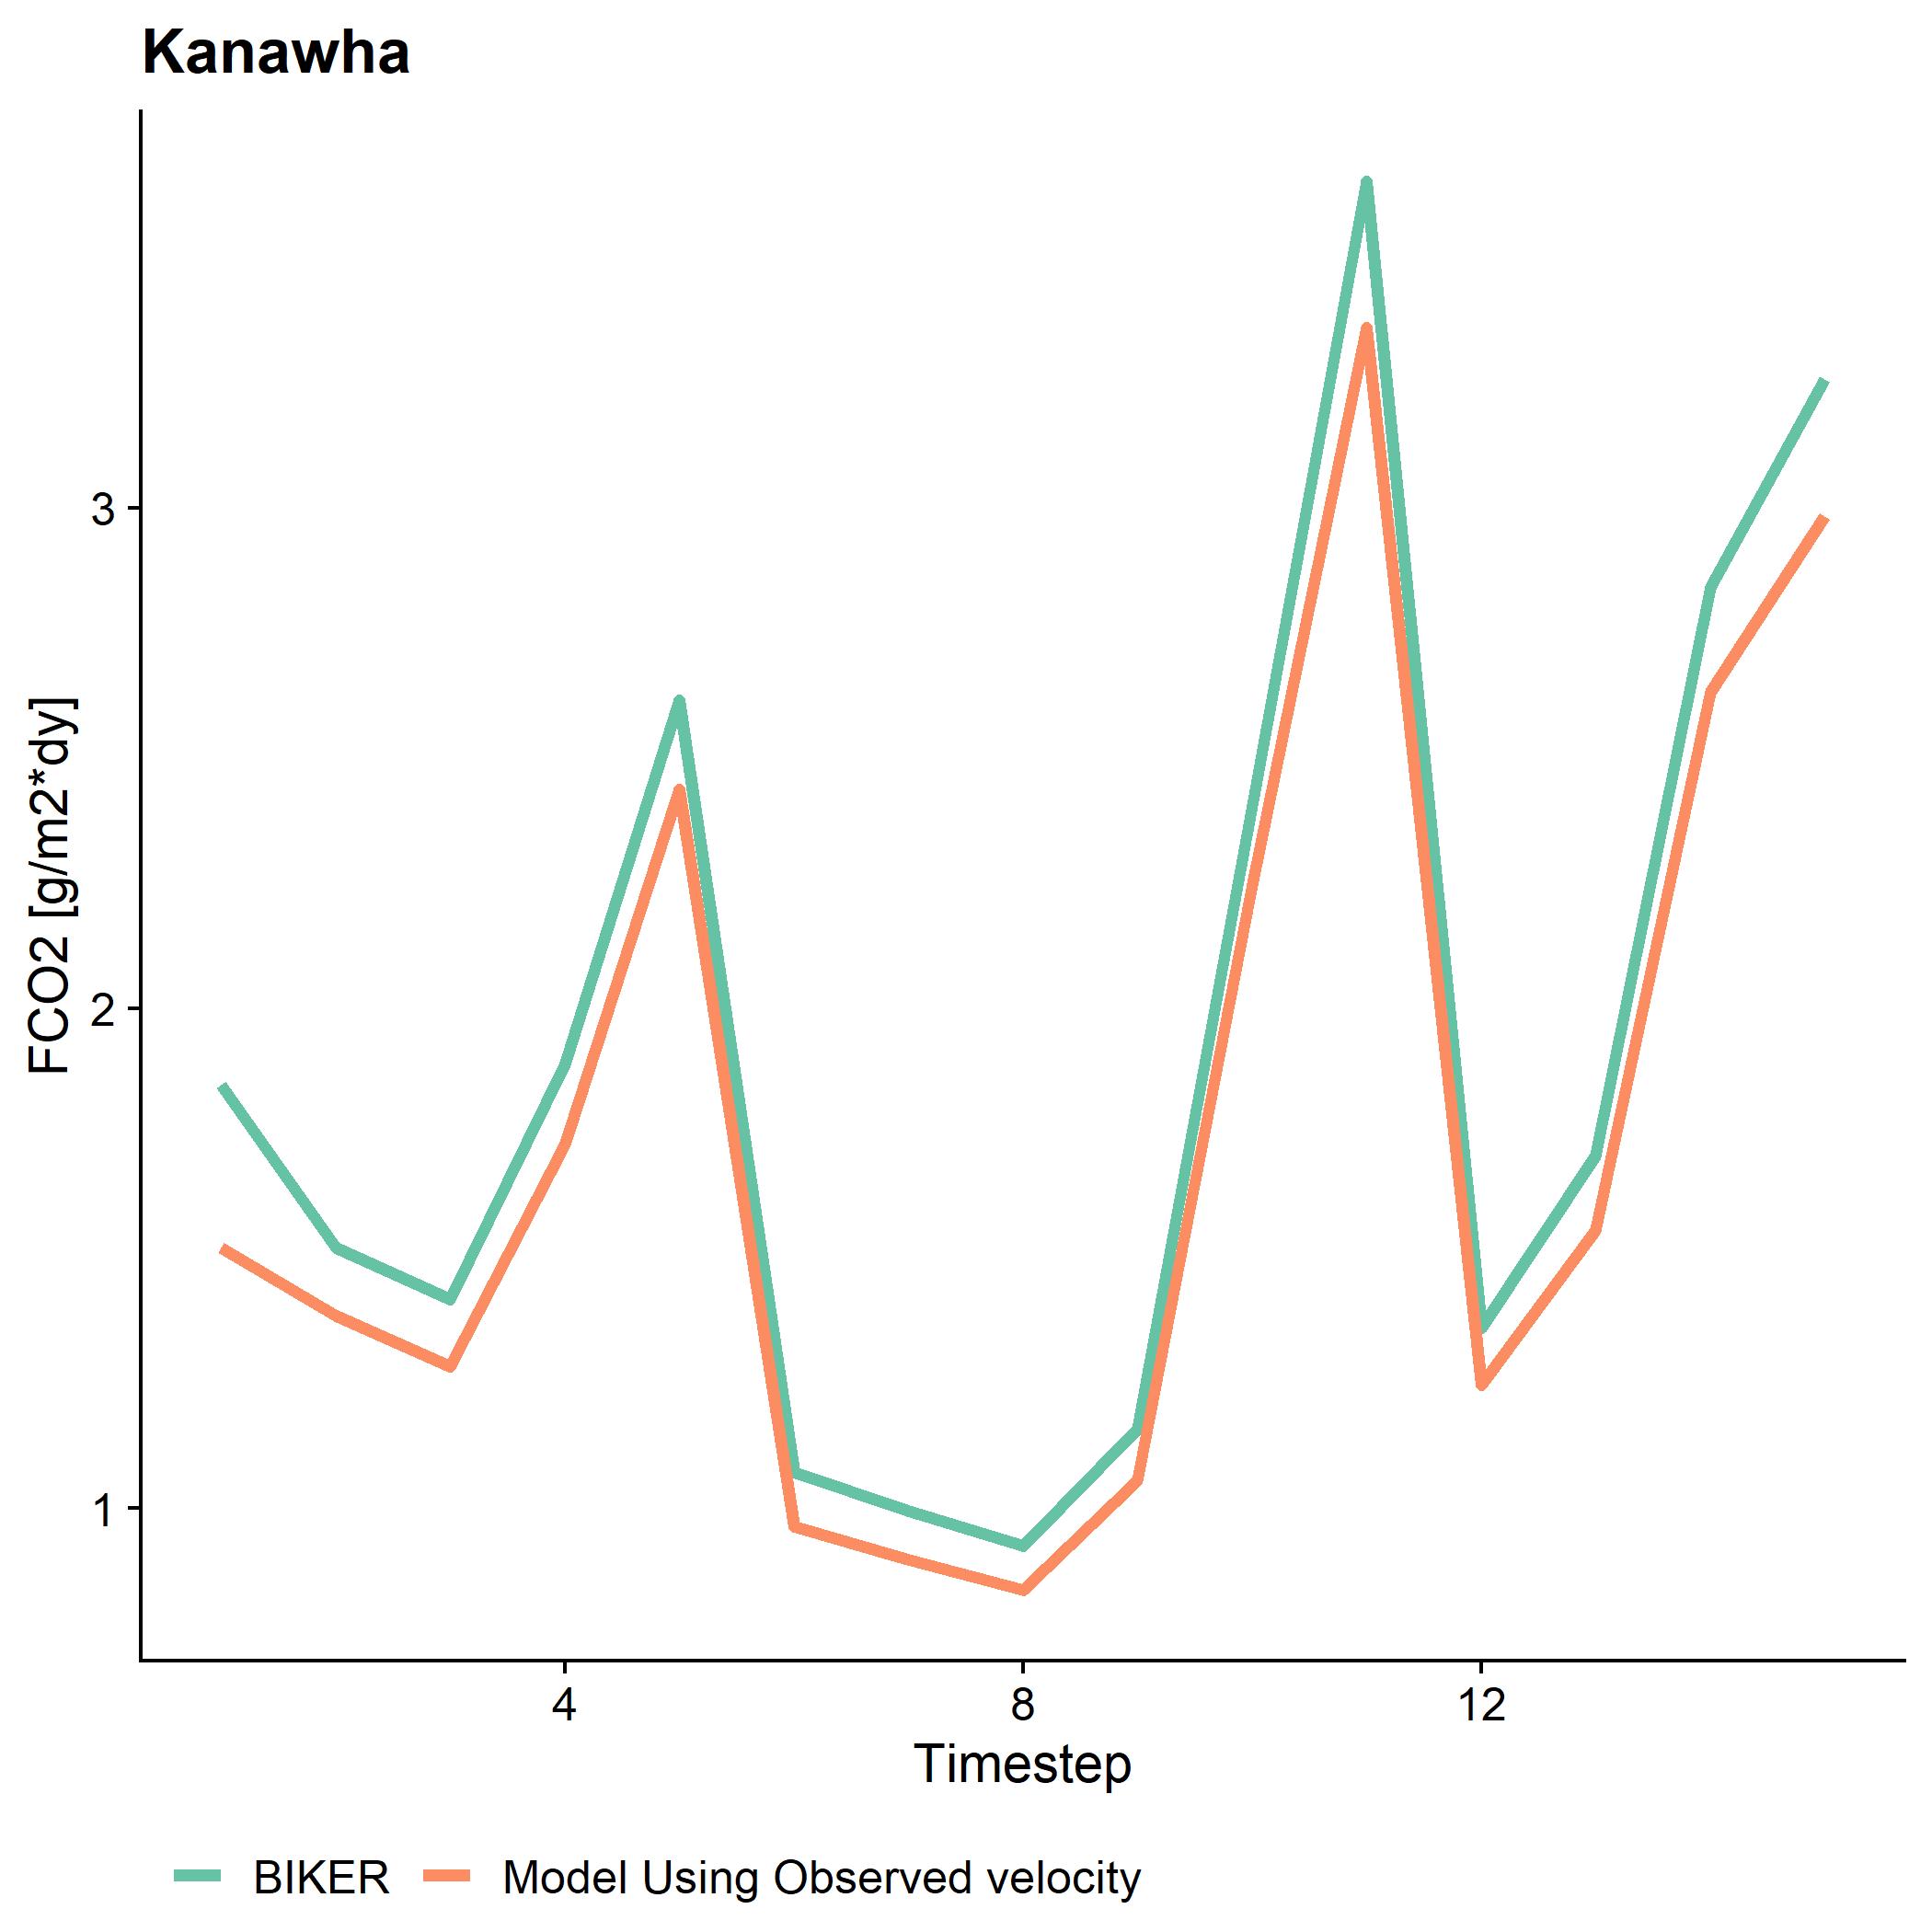 Kanawha
FCO2 [g/m2*dy]
3
2
1
4 8 12
Timestep
BIKER Model Using Observed velocity